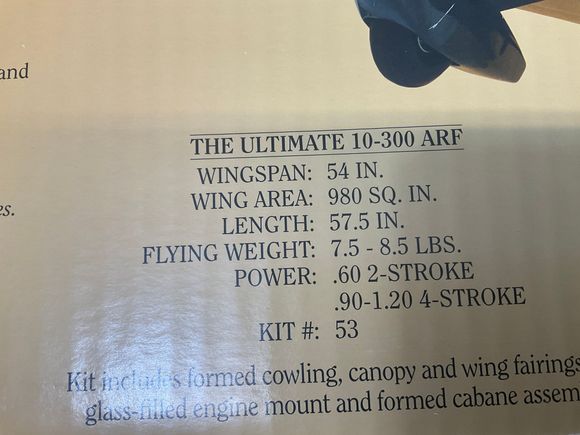 and
es.
THE ULTIMATE 10-300 ARF
WINGSPAN: 54 IN.
WING AREA: 980 SQ. IN.
LENGTH: 57.5 IN.
FLYING WEIGHT: 7.5 - 8.5 LBS.
POWER: .60 2-STROKE
.90-1.20 4-STROKE
KIT #: 53
Kit includes formed cowling, canopy and wing fairings
glass-filled engine mount and formed cabane assem